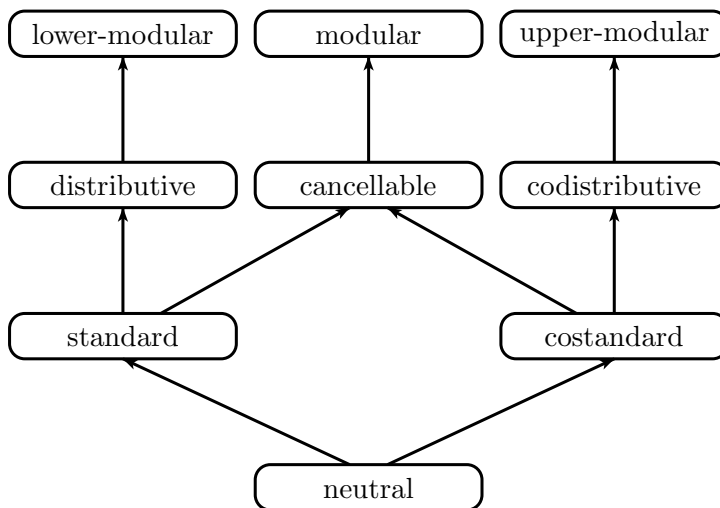 lower-modular
modular
upper-modular
distributive
cancellable
codistributive
standard
costandard
neutral